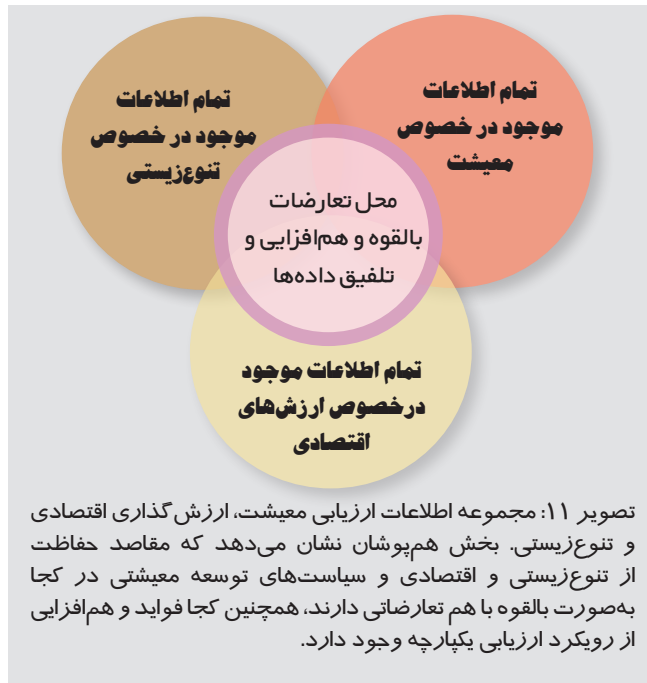 تمام اطلاعات
موجود در خصوص
معیشت
تمام اطلاعات
موجود در خصوص
تنوع‌زیستی
محل تعارضات
بالقوه و هم‌افزایی و
تلفیق داده‌ها
تمام اطلاعات موجود
درخصوص ارزش‌های
اقتصادی
تصویر ۱۱: مجموعه اطلاعات ارزیابی معیشت، ارزش گذاری اقتصادی
و تنوع‌زیستی. بخش هم‌پوشان نشان می‌دهد که مقاصد حفاظت
از تنوع‌زیستی و اقتصادی و سیاست‌های توسعه معیشتی در کجا
به‌صورت بالقوه با هم تعارضاتی دارند، همچنین کجا فواید و هم‌افزایی
از رویکرد ارزیابی یکپارچه وجود دارد.